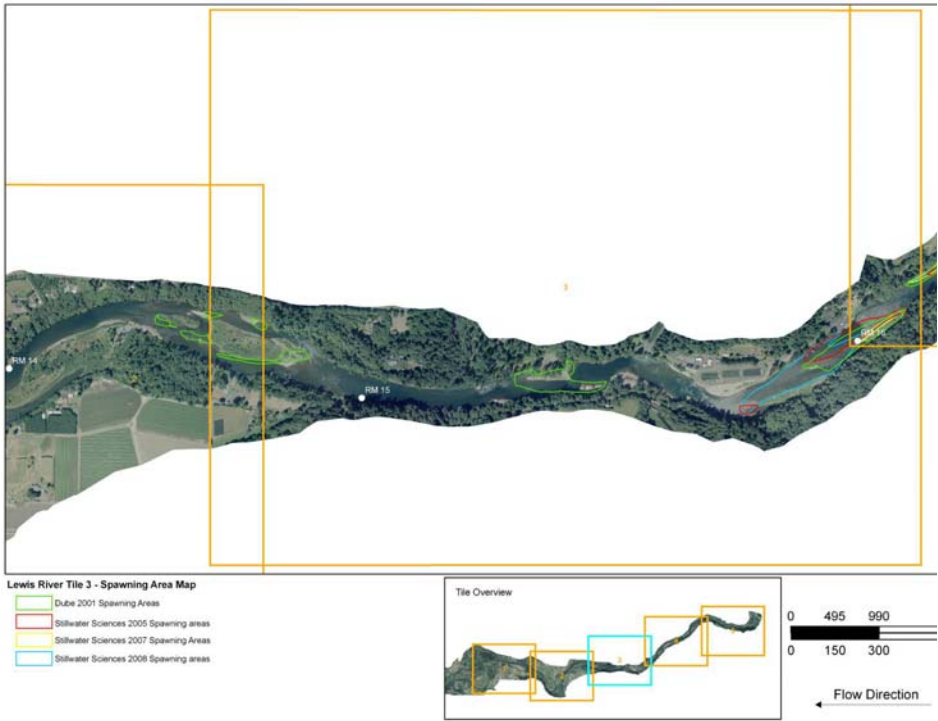 3
RM 16
RM 14
RM 15
Lewis River Tile 3 - Spawning Area Map
Dube 2001 Spawning Areas
Stillwater Sciences 2005 Spawning areas
Stillwater Sciences 2007 Spawning Areas
Stillwater Sciences 2008 Spawning areas
Tile Overview
3
0 495 990
0 150 300
Flow Direction